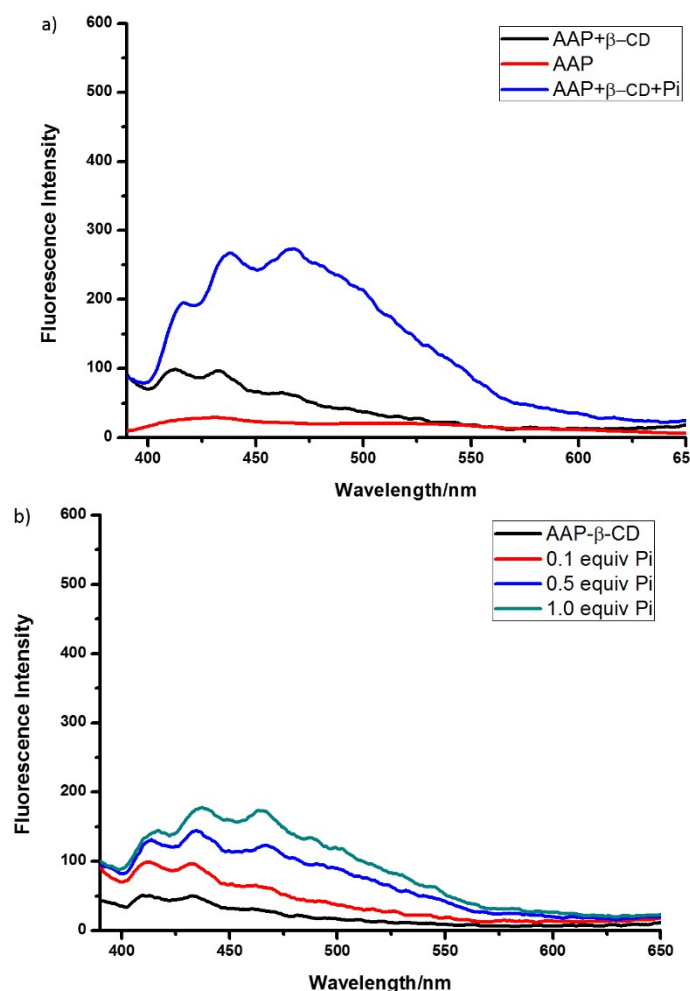 a)
600
AAP+β–CD
AAP
AAP+β–CD+Pi
500
400
300
200
100
0
Fluorescence Intensity
400 450 500 550 600 65
Wavelength/nm
b)
600
AAP-β-CD
0.1 equiv Pi
0.5 equiv Pi
1.0 equiv Pi
500
400
300
200
100
0
Fluorescence Intensity
400 450 500 550 600 650
Wavelength/nm